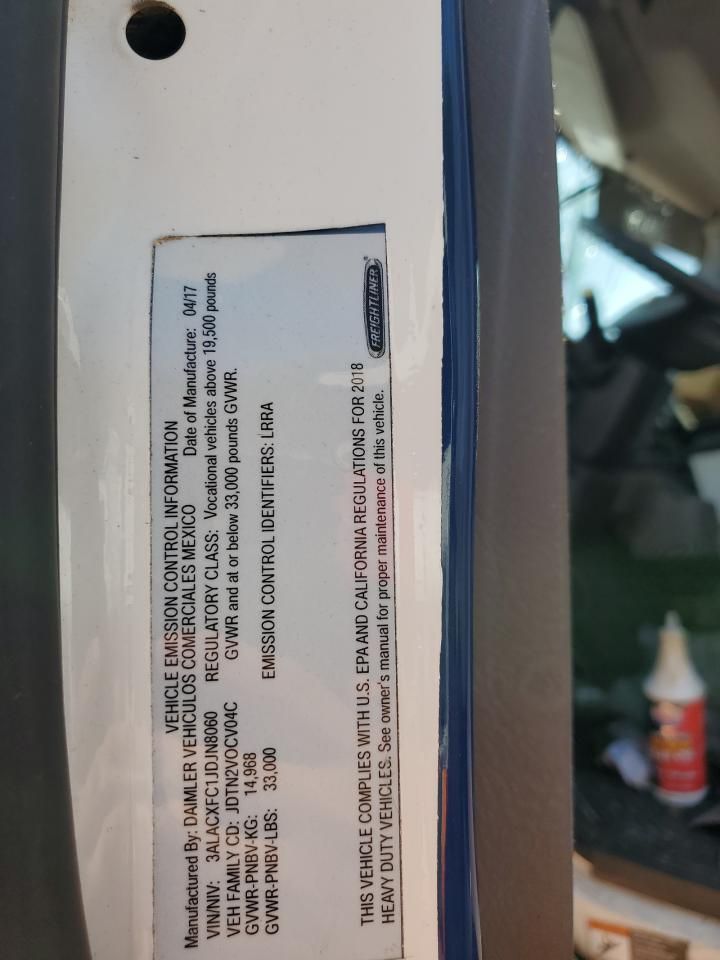 VEHICLE EMISSION CONTROL INFORMATION
Manufactured By: DAIMLER VEHICULOS COMERCIALES MEXICO Date of Manufacture: 04/17
VIN/NIV: 3ALACXFC1JDJN8060 REGULATORY CLASS: Vocational vehicles above 19,500 pounds
VEH FAMILY CD: JDTN2VOCV04C GVWR and at or below 33,000 pounds GVWR.
GVWR-PNBV-KG: 14,968
GVWR-PNBV-LBS: 33,000 EMISSION CONTROL IDENTIFIERS: LRRA
THIS VEHICLE COMPLIES WITH U.S. EPA AND CALIFORNIA REGULATIONS FOR 2018
HEAVY DUTY VEHICLES. See owner's manual for proper maintenance of this vehicle.
FREIGHTLINER®